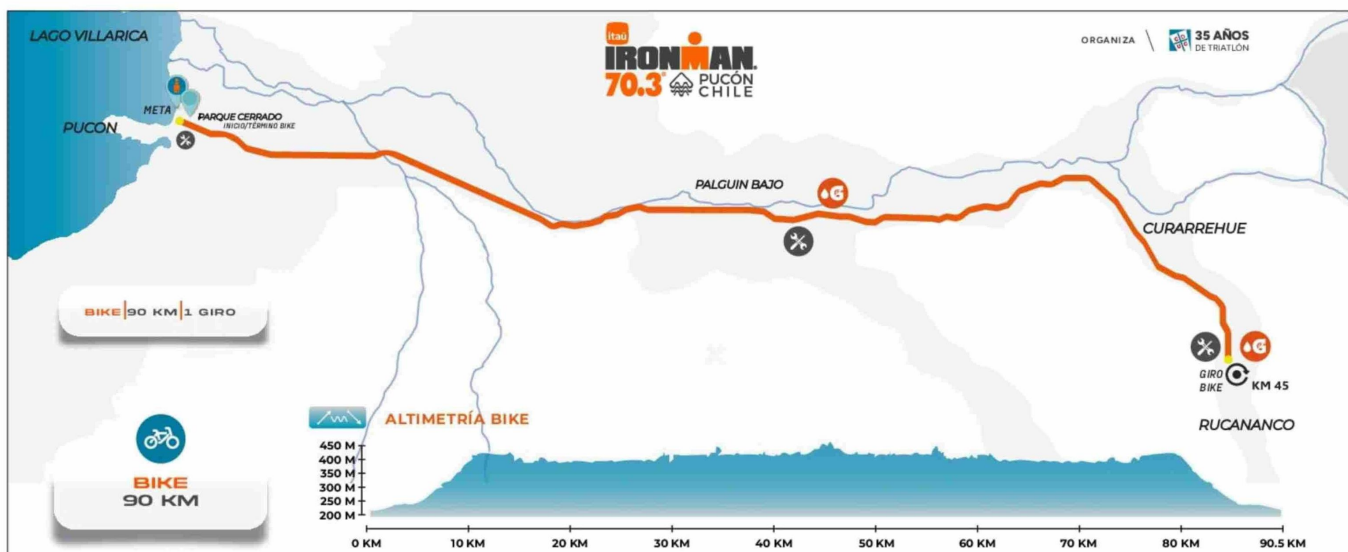 LAGO VILLARICA
itaú
IRONMAN
70.3
PUCÓN
CHILE
ORGANIZA
35 AÑOS
DE TRIATLÓN
META
PARQUE CERRADO
INICIO/TÉRMINO BIKE
PUCON
PALGUIN BAJO
CURARREHUE
BIKE|90 KM|1 GIRO
GIRO
BIKE
KM 45
RUCANANCO
ALTIMETRÍA BIKE
BIKE
90 KM
450 M
400 M
350 M
300 M
250 M
200 M
0 KM 10 KM 20 KM 30 KM 40 KM 50 KM 60 KM 70 KM 80 KM 90.5 KM